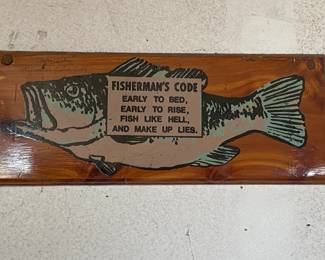 FISHERMAN'S CODE
EARLY TO BED,
EARLY TO RISE,
FISH LIKE HELL,
AND MAKE UP LIES.